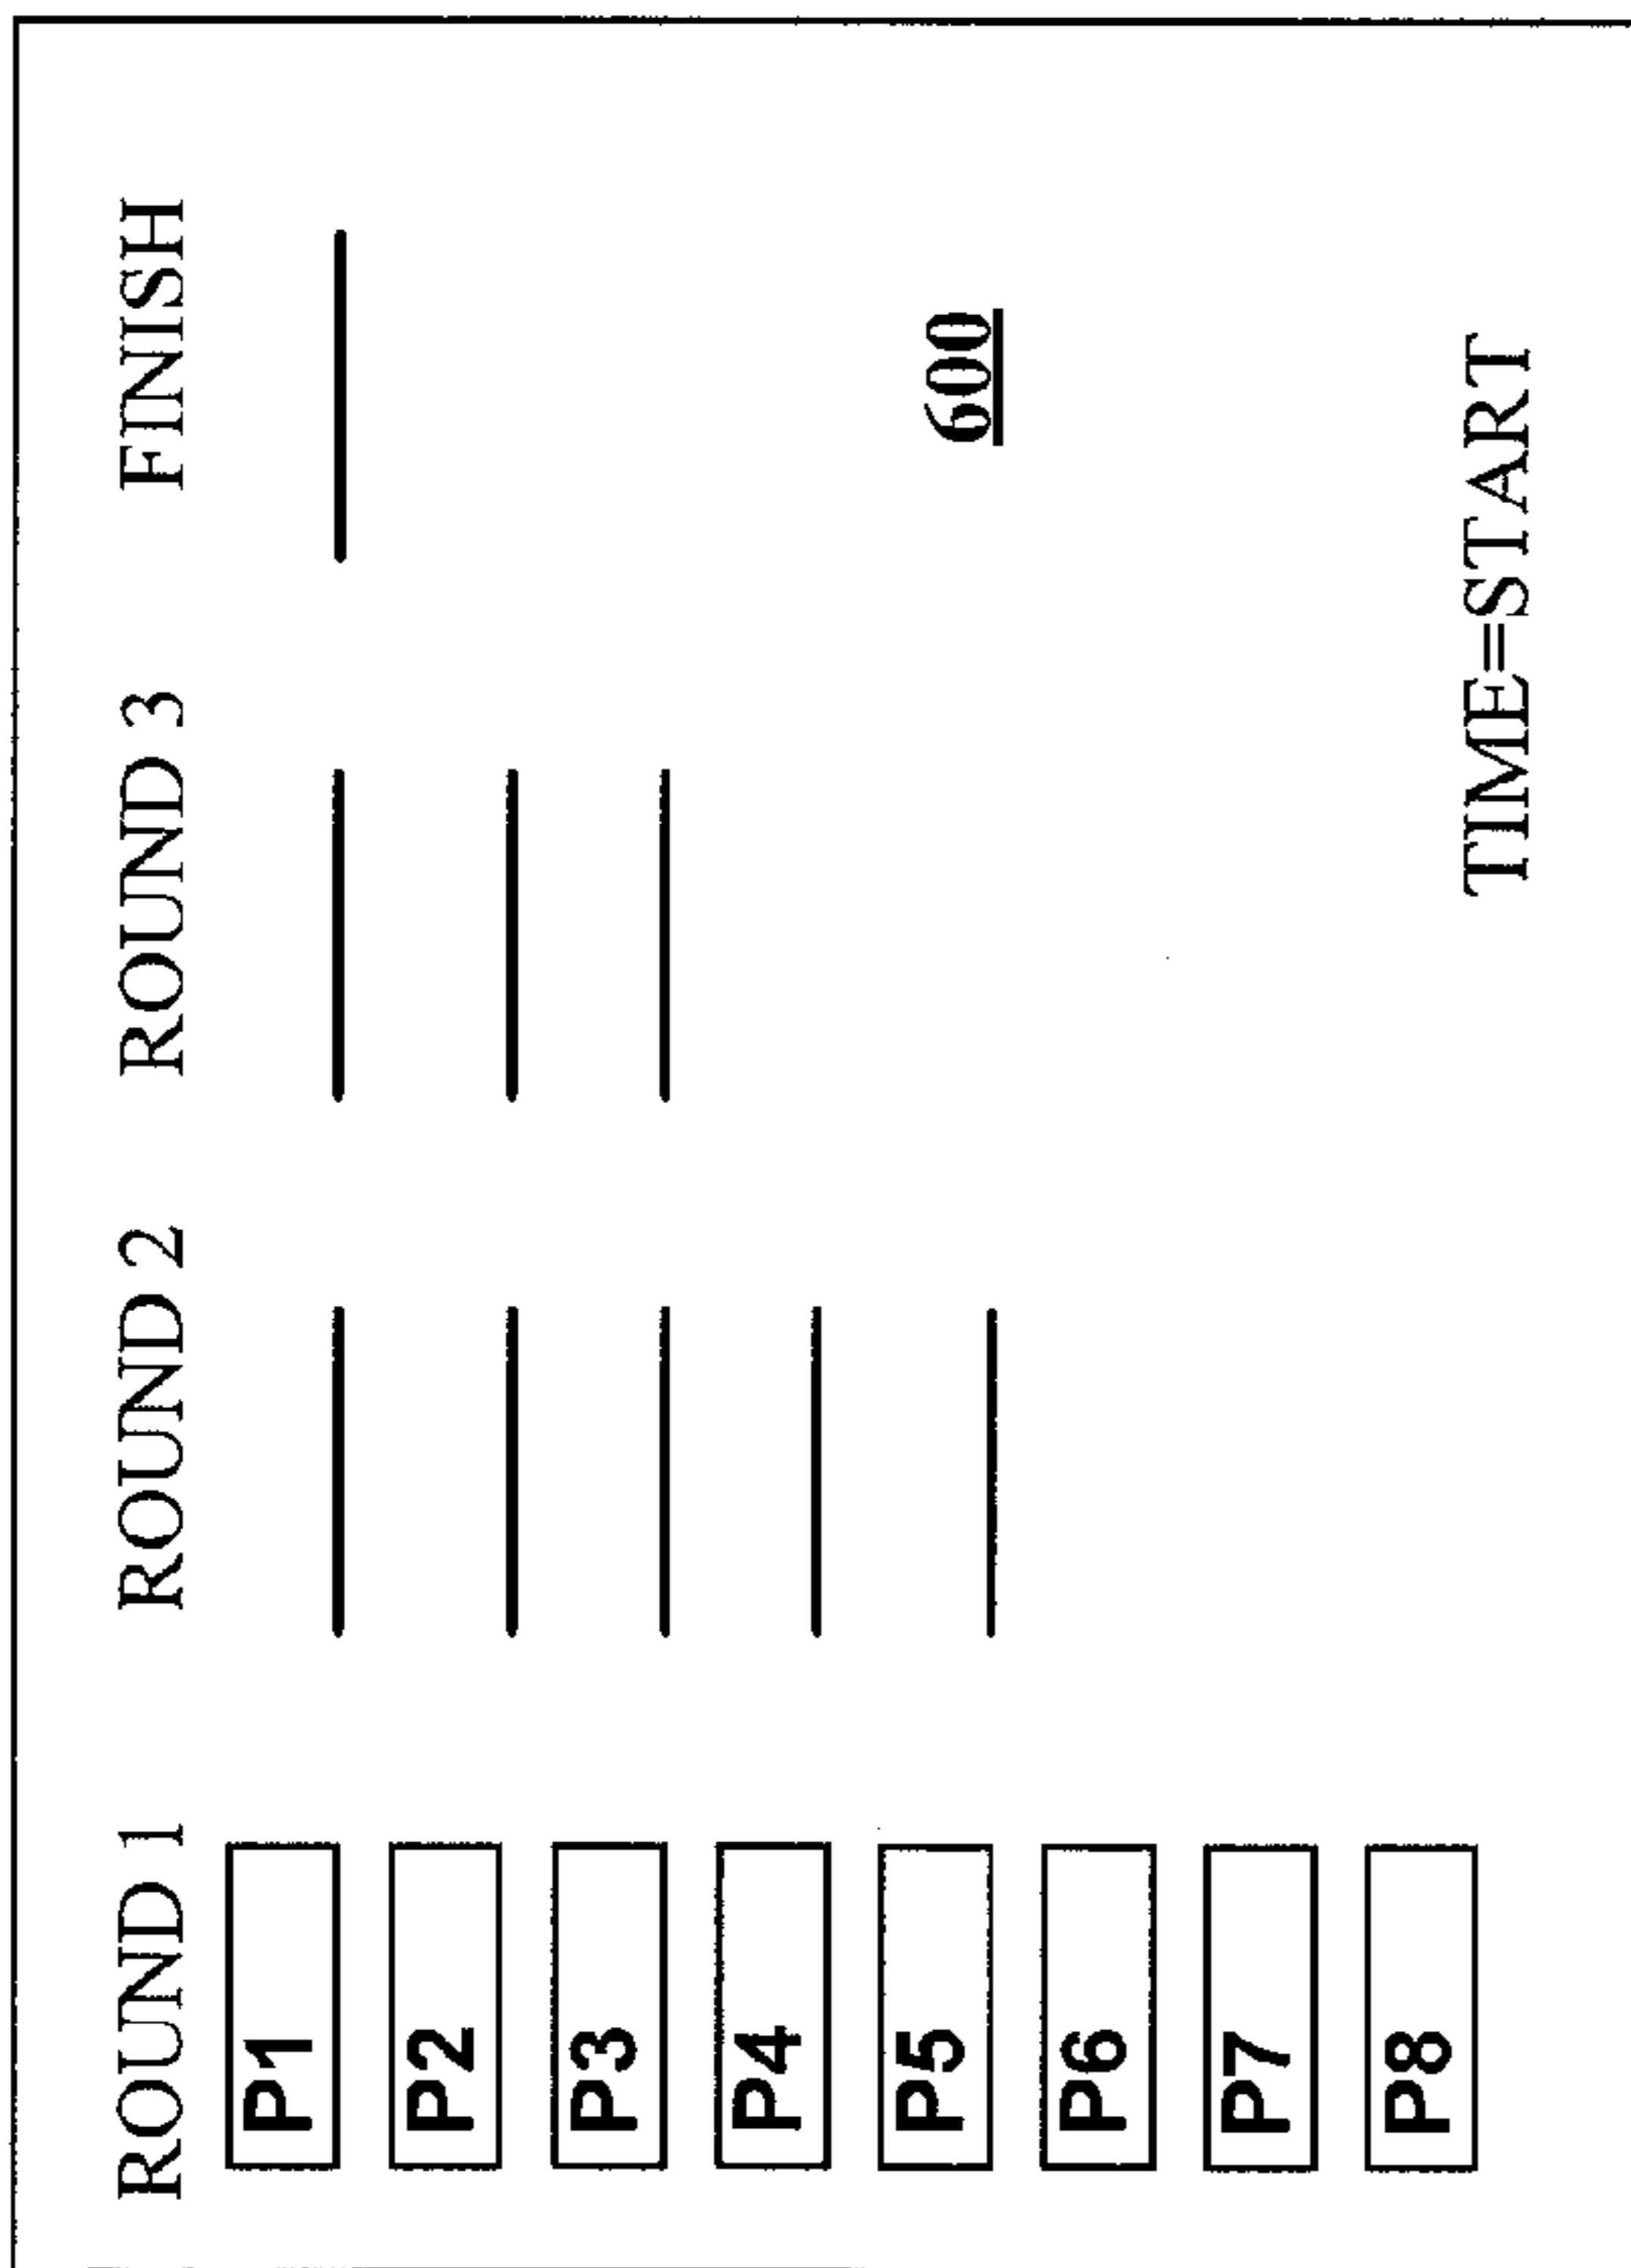 ROUND 1 ROUND 2 ROUND 3 FINISH
P1
P2
P3
P4
P5
600
P6
P7
P8
TIME=START